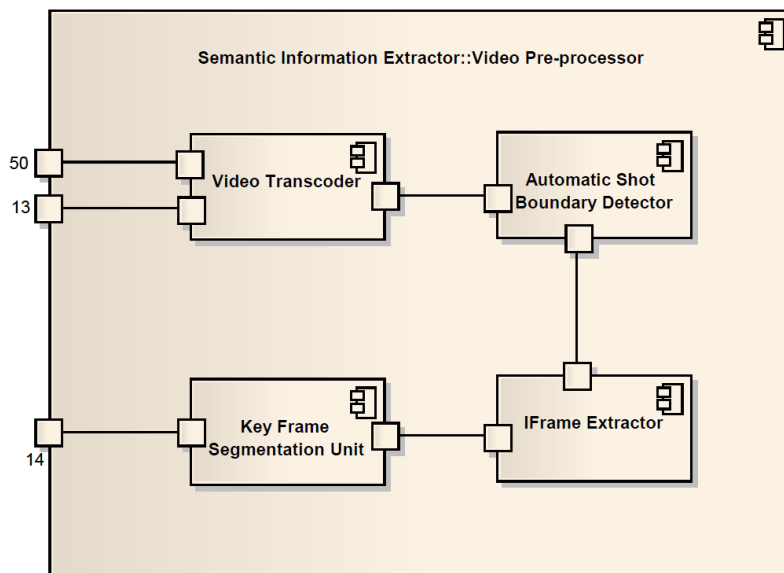 Semantic Information Extractor::Video Pre-processor
50
13
Video Transcoder
Automatic Shot
Boundary Detector
14
Key Frame
Segmentation Unit
IFrame Extractor